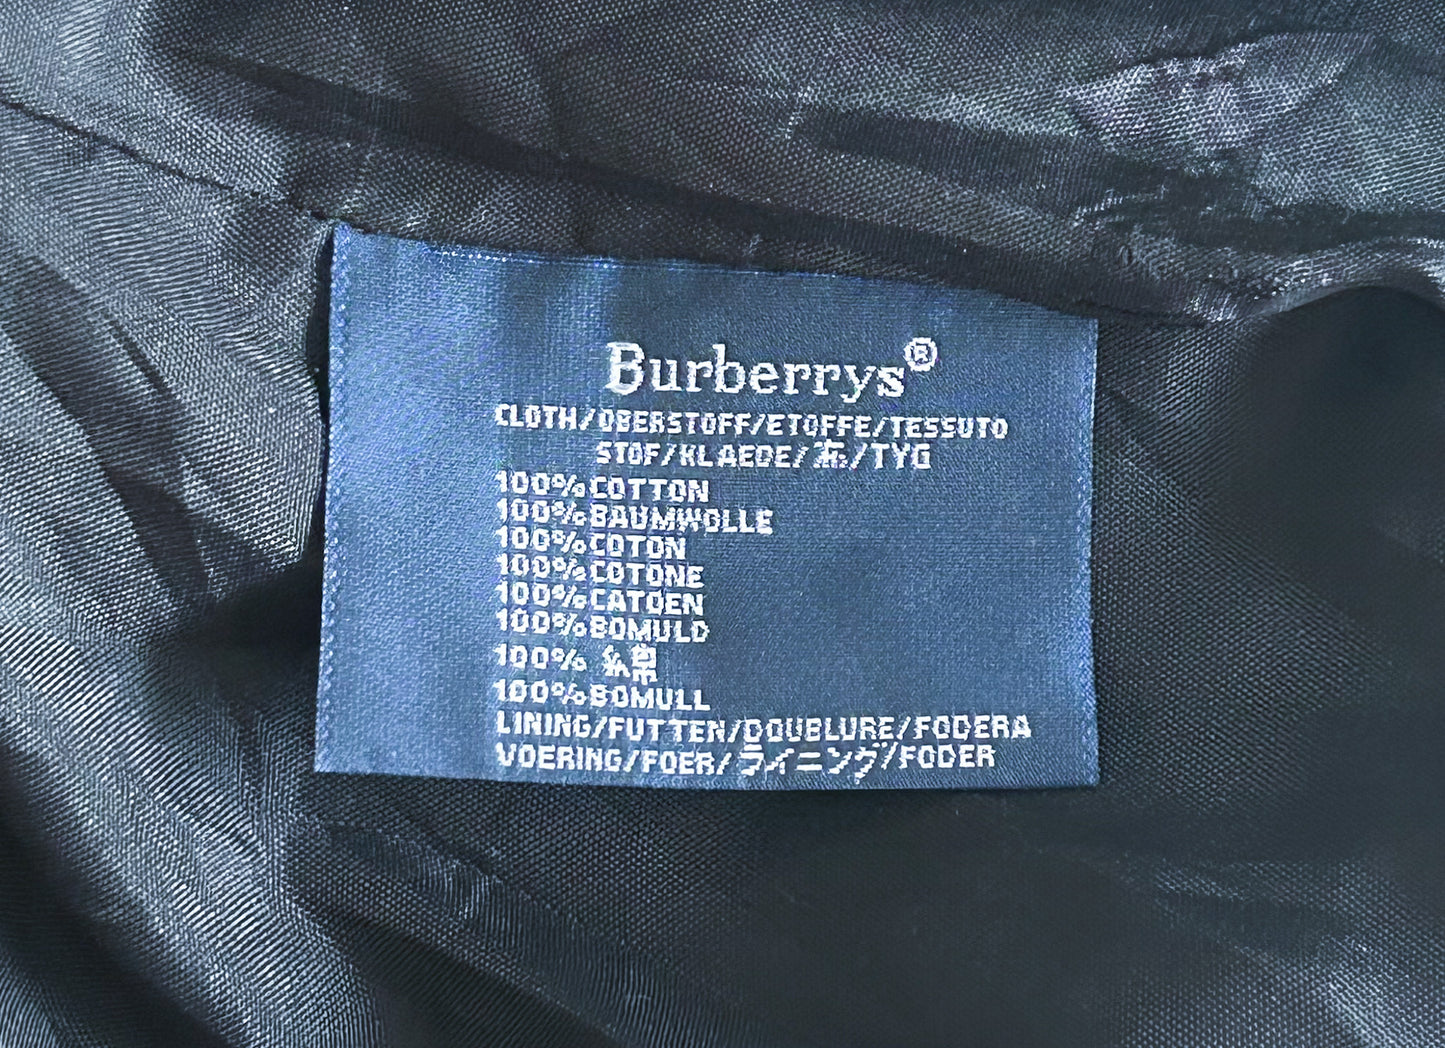 Burberrys®
CLOTH/OBERSTOFF/ETOFFE/TESSUTO
STOF/KLAEDE/表/TYG
100%COTTON
100%BAUMWOLLE
100%COTON
100%COTONE
100%CATOEN
100%BOMULD
100% 綿
100%BOMULL
LINING/FUTTEN/DOUBLURE/FODERA
VOERING/FOER/ライニング/FODER